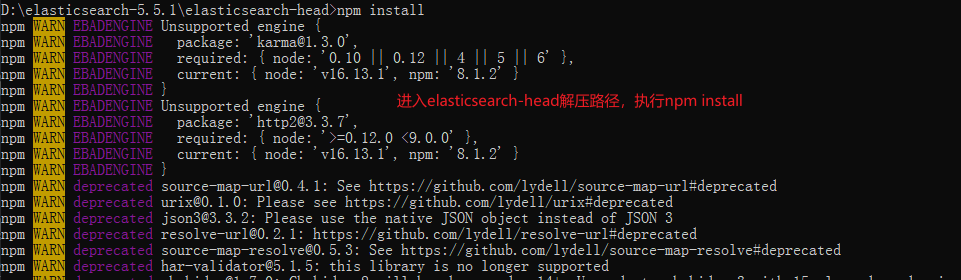 D:\elasticsearch-5.5.1\elasticsearch-head>npm install
npm WARN EBADENGINE Unsupported engine {
npm WARN EBADENGINE   package: 'karma@1.3.0',
npm WARN EBADENGINE   required: { node: '0.10 || 0.12 || 4 || 5 || 6' },
npm WARN EBADENGINE   current: { node: 'v16.13.1', npm: '8.1.2' }
npm WARN EBADENGINE }
进入elasticsearch-head解压路径，执行npm install
npm WARN EBADENGINE Unsupported engine {
npm WARN EBADENGINE   package: 'http2@3.3.7',
npm WARN EBADENGINE   required: { node: '>=0.12.0 <9.0.0' },
npm WARN EBADENGINE   current: { node: 'v16.13.1', npm: '8.1.2' }
npm WARN EBADENGINE }
npm WARN deprecated source-map-url@0.4.1: See https://github.com/lydell/source-map-url#deprecated
npm WARN deprecated urix@0.1.0: Please see https://github.com/lydell/urix#deprecated
npm WARN deprecated json3@3.3.2: Please use the native JSON object instead of JSON 3
npm WARN deprecated resolve-url@0.2.1: https://github.com/lydell/resolve-url#deprecated
npm WARN deprecated source-map-resolve@0.5.3: See https://github.com/lydell/source-map-resolve#deprecated
npm WARN deprecated har-validator@5.1.5: this library is no longer supported